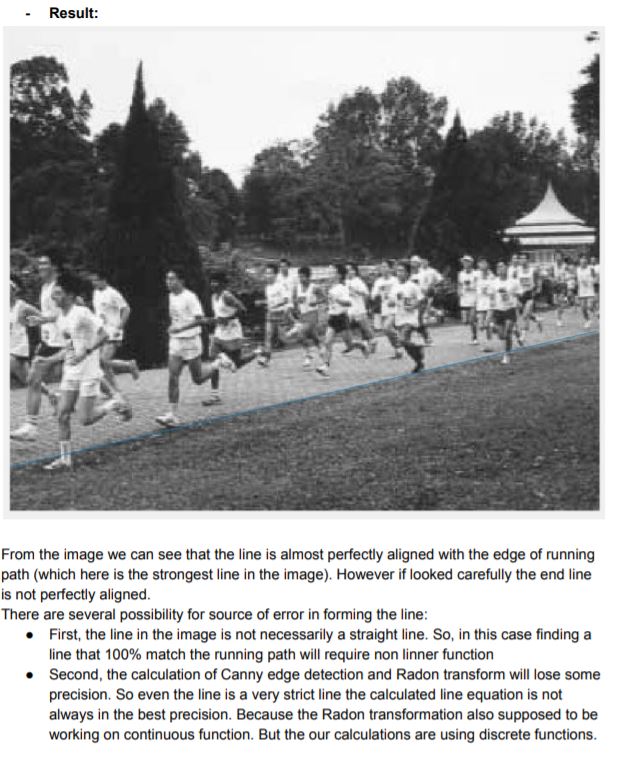 - Result:
From the image we can see that the line is almost perfectly aligned with the edge of running
path (which here is the strongest line in the image). However if looked carefully the end line
is not perfectly aligned.
There are several possibility for source of error in forming the line:
● First, the line in the image is not necessarily a straight line. So, in this case finding a
line that 100% match the running path will require non linner function
● Second, the calculation of Canny edge detection and Radon transform will lose some
precision. So even the line is a very strict line the calculated line equation is not
always in the best precision. Because the Radon transformation also supposed to be
working on continuous function. But the our calculations are using discrete functions.